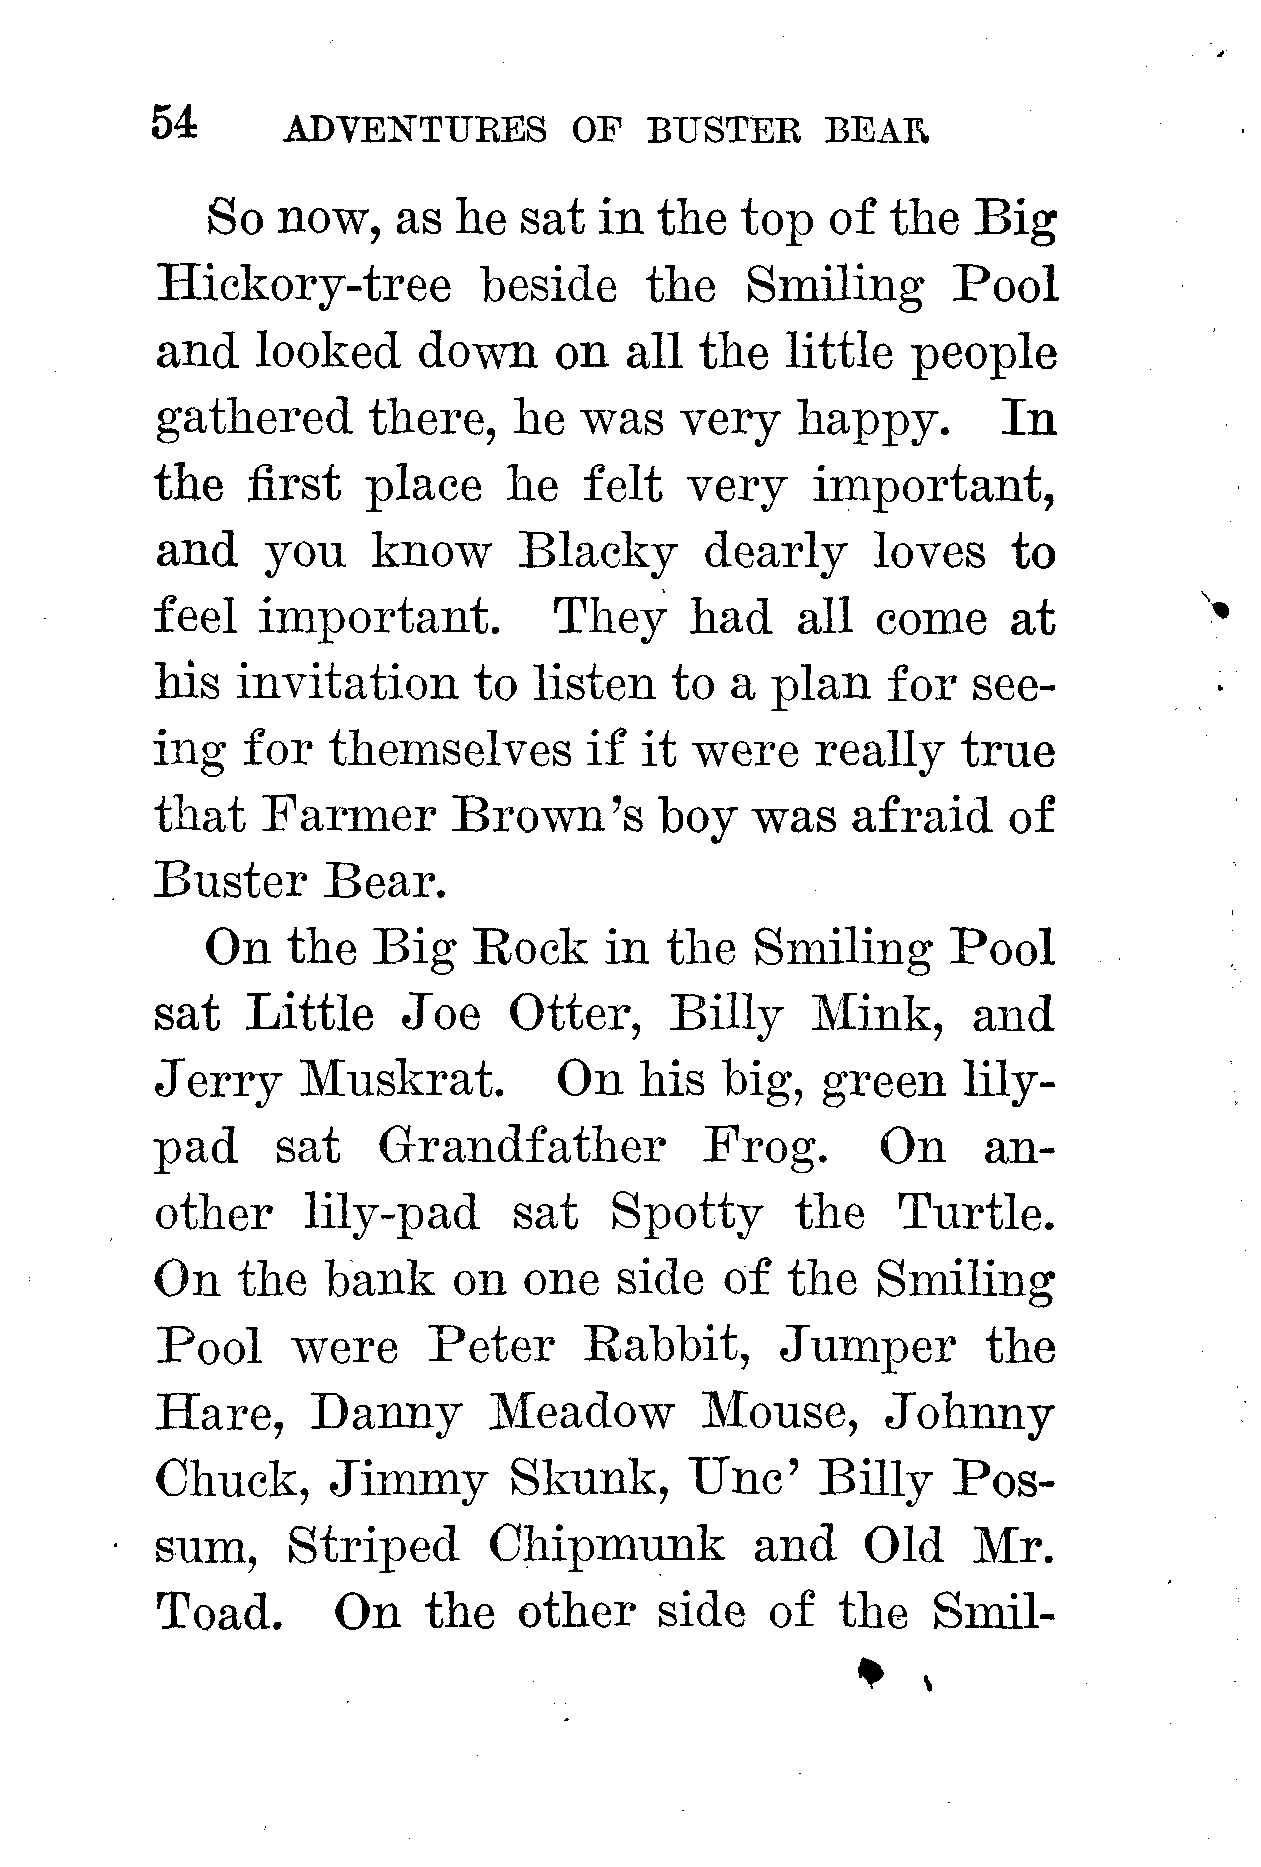 54 ADVENTURES OF BUSTER BEAR
So now, as he sat in the top of the Big
Hickory-tree beside the Smiling Pool
and looked down on all the little people
gathered there, he was very happy. In
the first place he felt very important,
and you know Blacky dearly loves to
feel important. They had all come at
his invitation to listen to a plan for see-
ing for themselves if it were really true
that Farmer Brown's boy was afraid of
Buster Bear.
On the Big Rock in the Smiling Pool
sat Little Joe Otter, Billy Mink, and
Jerry Muskrat. On his big, green lily-
pad sat Grandfather Frog. On an-
other lily-pad sat Spotty the Turtle.
On the bank on one side of the Smiling
Pool were Peter Rabbit, Jumper the
Hare, Danny Meadow Mouse, Johnny
Chuck, Jimmy Skunk, Unc' Billy Pos-
sum, Striped Chipmunk and Old Mr.
Toad. On the other side of the Smil-